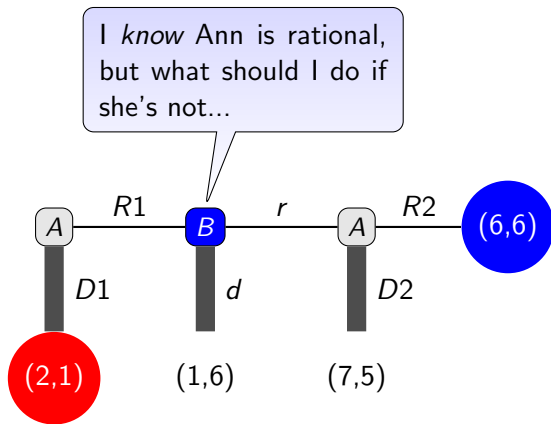 I know Ann is rational,
but what should I do if
she's not...
R1 r R2
A B A (6,6)
D1 d D2
(2,1) (1,6) (7,5)